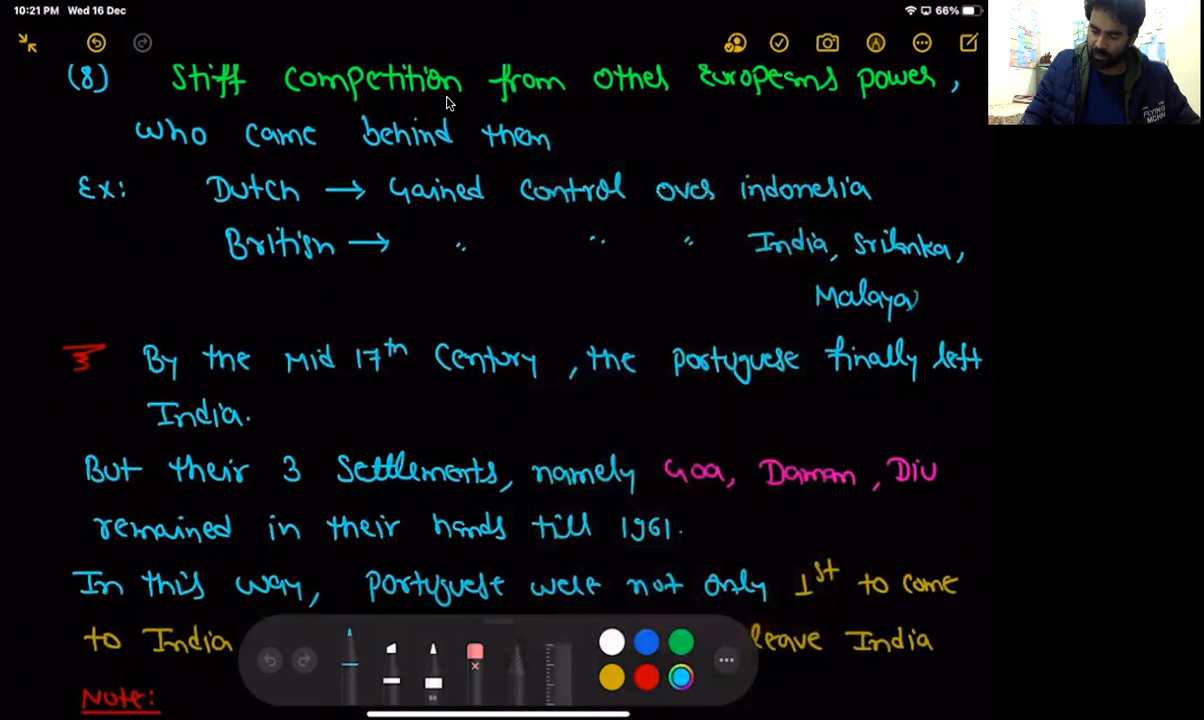 10:21 PM Wed 16 Dec
66%
(8) Stiff competition from other Europeans power,
who came behind them
Ex: Dutch → Gained control over indonesia
British → " " " India, Srilanka,
Malaya
By the Mid 17th Century, the Portuguese finally left
India.
But their 3 Settlements, namely Goa, Daman, Diu
remained in their hands till 1961.
In this way, Portuguese were not only 1st to come
to India leave India
Note:
FLYING